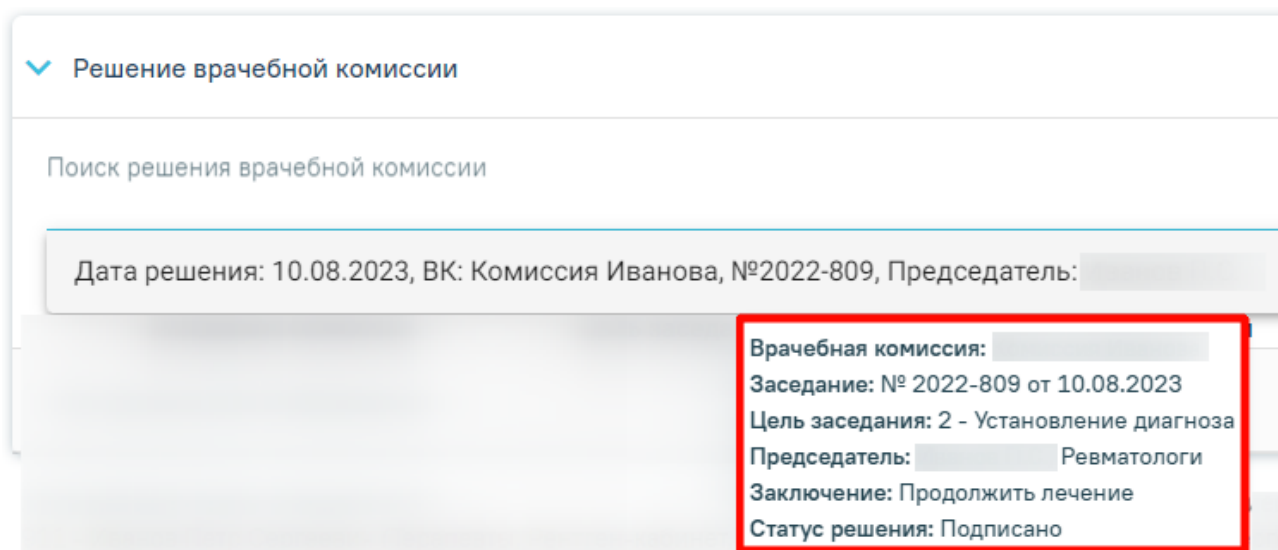 Решение врачебной комиссии
Поиск решения врачебной комиссии
Дата решения: 10.08.2023, ВК: Комиссия Иванова, №2022-809, Председатель:
Врачебная комиссия:
Заседание: № 2022-809 от 10.08.2023
Цель заседания: 2 - Установление диагноза
Председатель: Ревматологи
Заключение: Продолжить лечение
Статус решения: Подписано